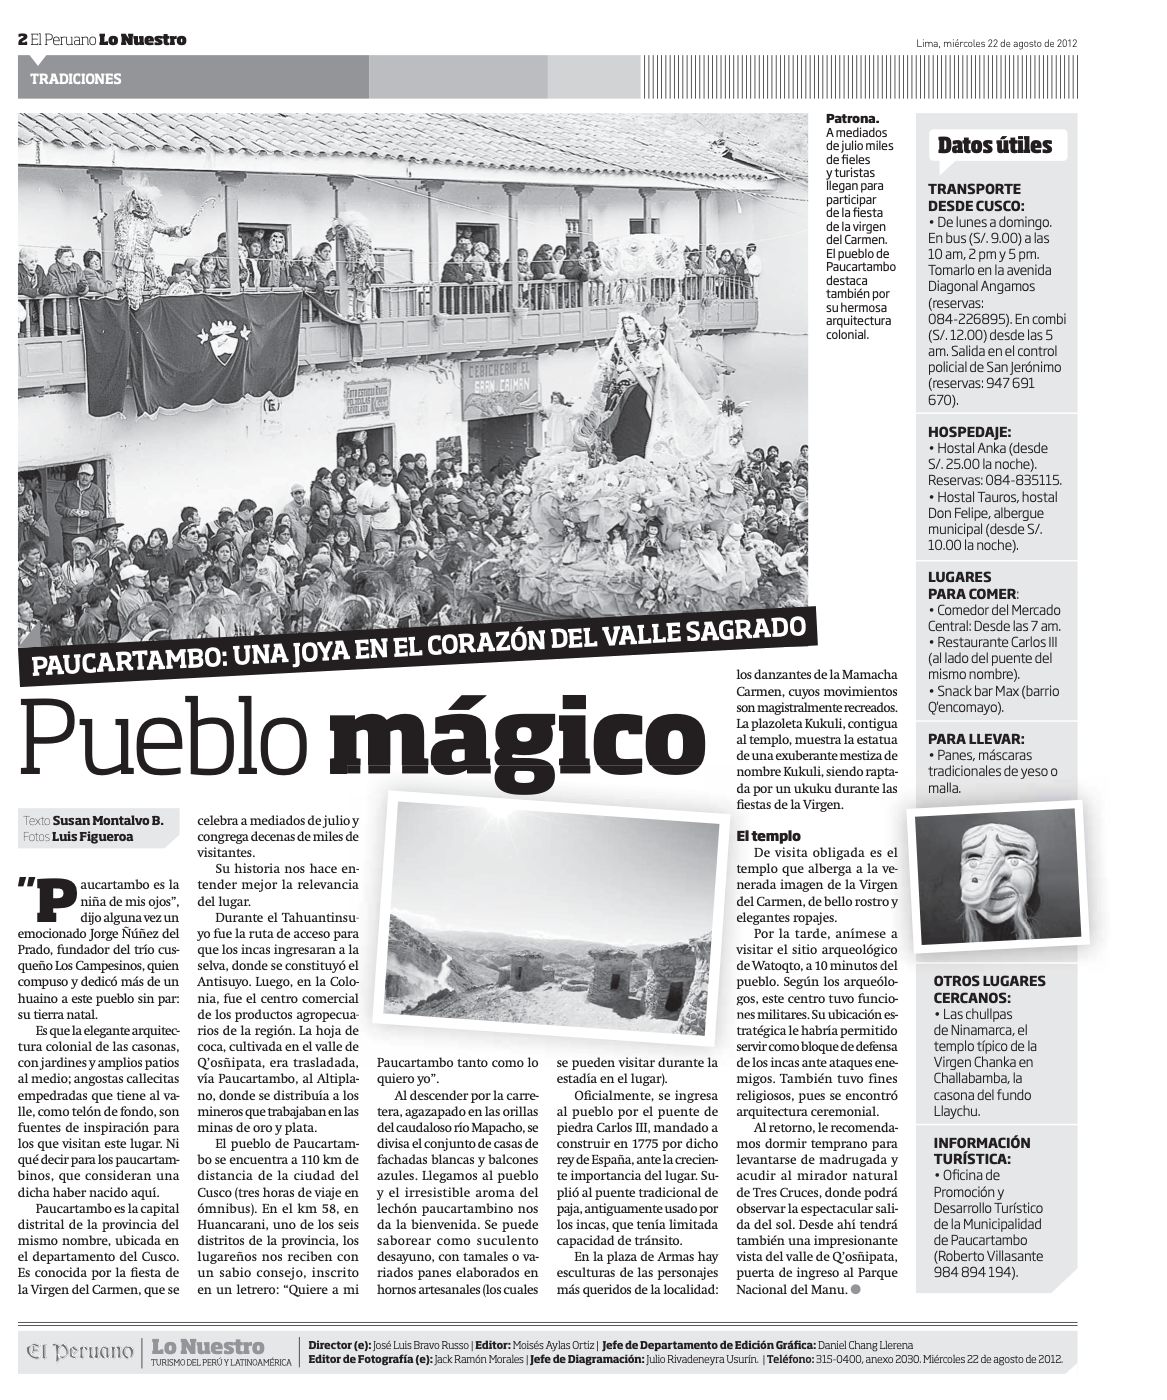 2 El Peruano Lo Nuestro
Lima, miércoles 22 de agosto de 2012
TRADICIONES
CEBICHERIA EL
GRAN CAIMAN
Patrona.
A mediados
de julio miles
de fieles
y turistas
llegan para
participar
de la fiesta
de la virgen
del Carmen.
El pueblo de
Paucartambo
destaca
también por
su hermosa
arquitectura
colonial.
PAUCARTAMBO: UNA JOYA EN EL CORAZÓN DEL VALLE SAGRADO
Pueblo mágico
Texto Susan Montalvo B.
Fotos Luis Figueroa
"Paucartambo es la
niña de mis ojos",
dijo alguna vez un
emocionado Jorge Ñúñez del
Prado, fundador del trío cus-
queño Los Campesinos, quien
compuso y dedicó más de un
huaino a este pueblo sin par:
su tierra natal.
Es que la elegante arquitec-
tura colonial de las casonas,
con jardines y amplios patios
al medio; angostas callecitas
empedradas que tiene al va-
lle, como telón de fondo, son
fuentes de inspiración para
los que visitan este lugar. Ni
qué decir para los paucartam-
binos, que consideran una
dicha haber nacido aquí.
Paucartambo es la capital
distrital de la provincia del
mismo nombre, ubicada en
el departamento del Cusco.
Es conocida por la fiesta de
la Virgen del Carmen, que se
celebra a mediados de julio y
congrega decenas de miles de
visitantes.
Su historia nos hace en-
tender mejor la relevancia
del lugar.
Durante el Tahuantinsu-
yo fue la ruta de acceso para
que los incas ingresaran a la
selva, donde se constituyó el
Antisuyo. Luego, en la Colo-
nia, fue el centro comercial
de los productos agropecua-
rios de la región. La hoja de
coca, cultivada en el valle de
Q'osñipata, era trasladada,
vía Paucartambo, al Altipla-
no, donde se distribuía a los
mineros que trabajaban en las
minas de oro y plata.
El pueblo de Paucartam-
bo se encuentra a 110 km de
distancia de la ciudad del
Cusco (tres horas de viaje en
ómnibus). En el km 58, en
Huancarani, uno de los seis
distritos de la provincia, los
lugareños nos reciben con
un sabio consejo, inscrito
en un letrero: "Quiere a mi
Paucartambo tanto como lo
quiero yo".
Al descender por la carre-
tera, agazapado en las orillas
del caudaloso río Mapacho, se
divisa el conjunto de casas de
fachadas blancas y balcones
azules. Llegamos al pueblo
y el irresistible aroma del
lechón paucartambino nos
da la bienvenida. Se puede
saborear como suculento
desayuno, con tamales o va-
riados panes elaborados en
hornos artesanales (los cuales
se pueden visitar durante la
estadía en el lugar).
Oficialmente, se ingresa
al pueblo por el puente de
piedra Carlos III, mandado a
construir en 1775 por dicho
rey de España, ante la crecien-
te importancia del lugar. Su-
plió al puente tradicional de
paja, antiguamente usado por
los incas, que tenía limitada
capacidad de tránsito.
En la plaza de Armas hay
esculturas de las personajes
más queridos de la localidad:
los danzantes de la Mamacha
Carmen, cuyos movimientos
son magistralmente recreados.
La plazoleta Kukuli, contigua
al templo, muestra la estatua
de una exuberante mestiza de
nombre Kukuli, siendo rapta-
da por un ukuku durante las
fiestas de la Virgen.
El templo
De visita obligada es el
templo que alberga a la ve-
nerada imagen de la Virgen
del Carmen, de bello rostro y
elegantes ropajes.
Por la tarde, anímese a
visitar el sitio arqueológico
de Watoqto, a 10 minutos del
pueblo. Según los arqueólo-
gos, este centro tuvo funcio-
nes militares. Su ubicación es-
tratégica le habría permitido
servir como bloque de defensa
de los incas ante ataques ene-
migos. También tuvo fines
religiosos, pues se encontró
arquitectura ceremonial.
Al retorno, le recomenda-
mos dormir temprano para
levantarse de madrugada y
acudir al mirador natural
de Tres Cruces, donde podrá
observar la espectacular sali-
da del sol. Desde ahí tendrá
también una impresionante
vista del valle de Q'osñipata,
puerta de ingreso al Parque
Nacional del Manu.
Datos útiles
TRANSPORTE
DESDE CUSCO:
• De lunes a domingo.
En bus (S/. 9.00) a las
10 am, 2 pm y 5 pm.
Tomarlo en la avenida
Diagonal Angamos
(reservas:
084-226895). En combi
(S/. 12.00) desde las 5
am. Salida en el control
policial de San Jerónimo
(reservas: 947 691
670).
HOSPEDAJE:
• Hostal Anka (desde
S/. 25.00 la noche).
Reservas: 084-835115.
• Hostal Tauros, hostal
Don Felipe, albergue
municipal (desde S/.
10.00 la noche).
LUGARES
PARA COMER:
• Comedor del Mercado
Central: Desde las 7 am.
• Restaurante Carlos III
(al lado del puente del
mismo nombre).
• Snack bar Max (barrio
Q'encomayo).
PARA LLEVAR:
• Panes, máscaras
tradicionales de yeso o
malla.
OTROS LUGARES
CERCANOS:
• Las chullpas
de Ninamarca, el
templo típico de la
Virgen Chanka en
Challabamba, la
casona del fundo
Llaychu.
INFORMACIÓN
TURÍSTICA:
• Oficina de
Promoción y
Desarrollo Turístico
de la Municipalidad
de Paucartambo
(Roberto Villasante
984 894 194).
El Peruano
Lo Nuestro
TURISMO DEL PERÚ Y LATINOAMÉRICA
Director (e): José Luis Bravo Russo | Editor: Moisés Aylas Ortiz | Jefe de Departamento de Edición Gráfica: Daniel Chang Llerena
Editor de Fotografía (e): Jack Ramón Morales | Jefe de Diagramación: Julio Rivadeneyra Usurín. | Teléfono: 315-0400, anexo 2030. Miércoles 22 de agosto de 2012.